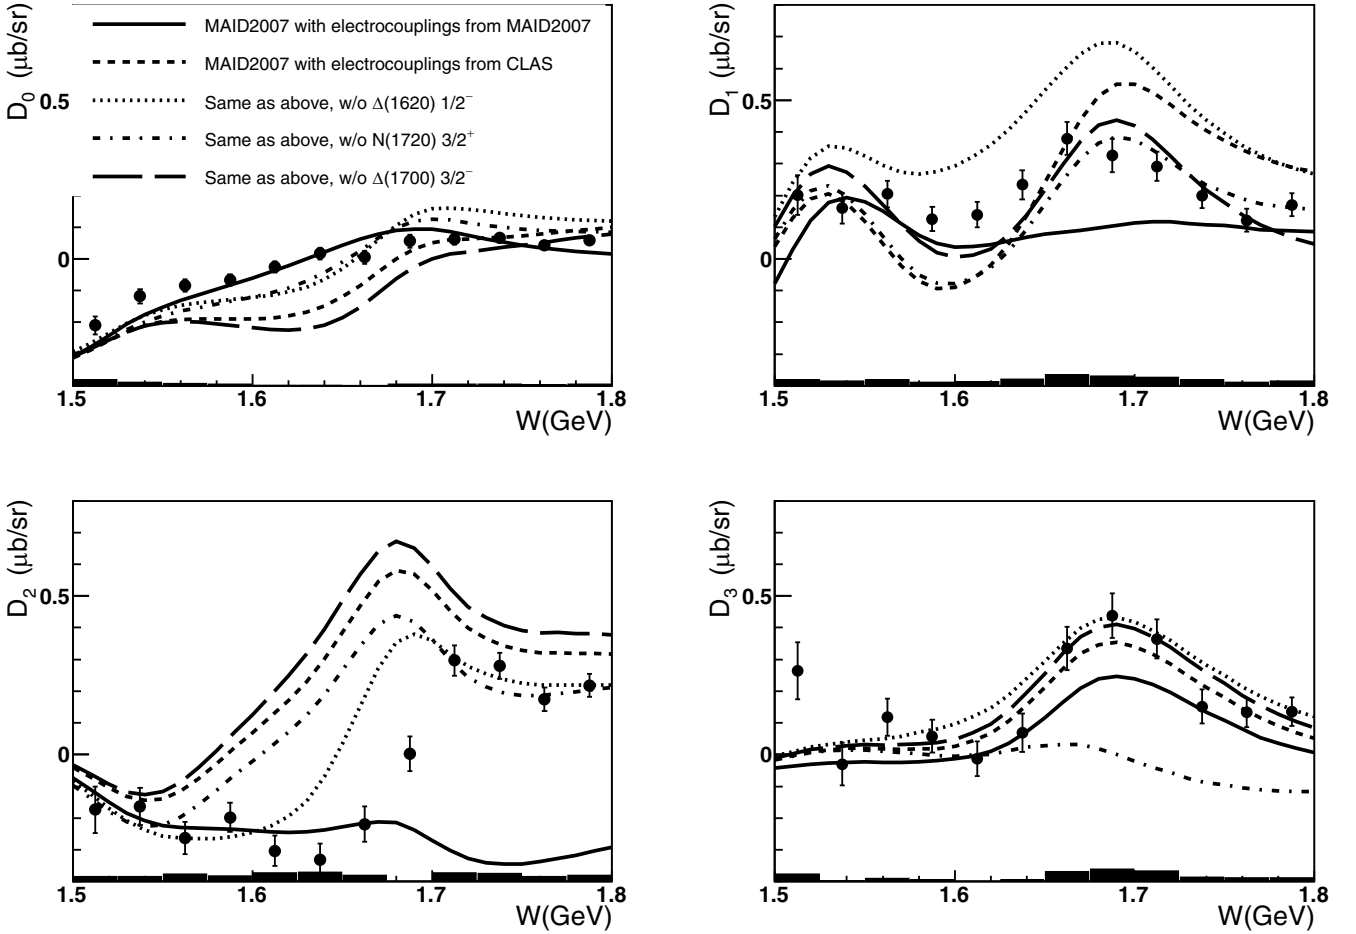 MAID2007 with electrocouplings from MAID2007
MAID2007 with electrocouplings from CLAS
Same as above, w/o Δ(1620) 1/2⁻
Same as above, w/o N(1720) 3/2⁺
Same as above, w/o Δ(1700) 3/2⁻
D₀ (μb/sr)
0.5
0
1.5 1.6 1.7 1.8
W(GeV)
D₁ (μb/sr)
0.5
0
1.5 1.6 1.7 1.8
W(GeV)
D₂ (μb/sr)
0.5
0
1.5 1.6 1.7 1.8
W(GeV)
D₃ (μb/sr)
0.5
0
1.5 1.6 1.7 1.8
W(GeV)